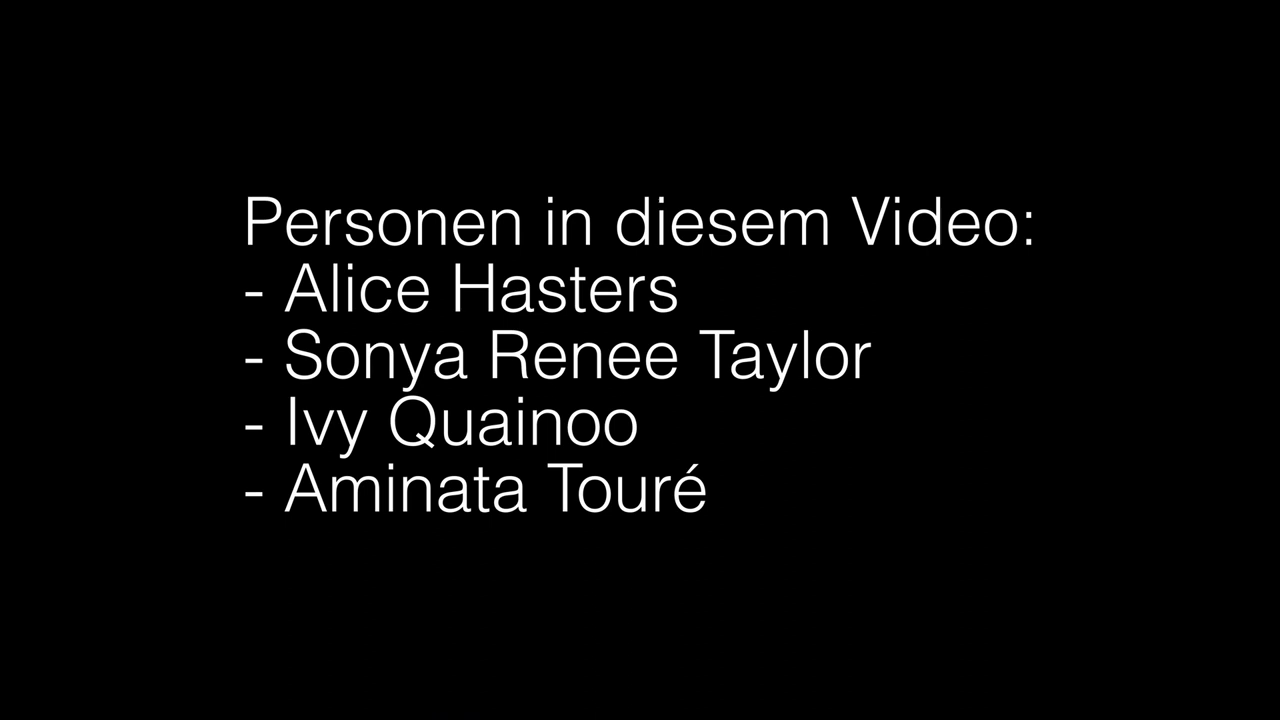 Personen in diesem Video:
- Alice Hasters
- Sonya Renee Taylor
- Ivy Quainoo
- Aminata Touré